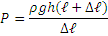 P = ρgh(ℓ + Δℓ) / Δℓ